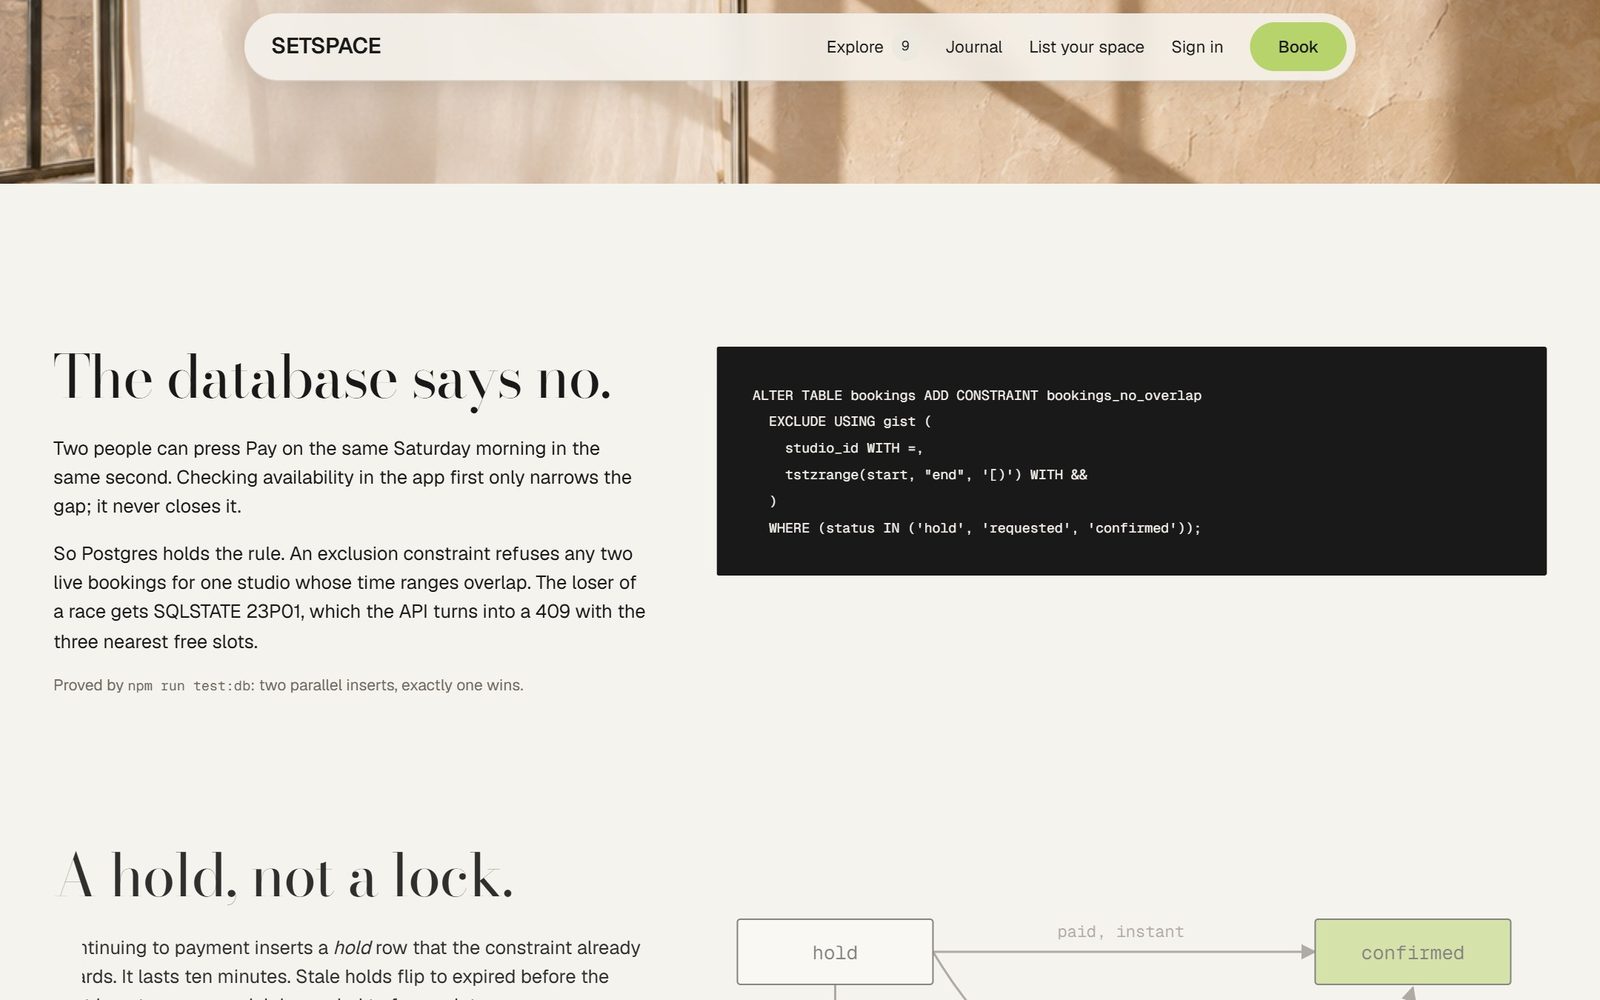 SETSPACE
Explore 9 Journal List your space Sign in Book
The database says no.
Two people can press Pay on the same Saturday morning in the
same second. Checking availability in the app first only narrows the
gap; it never closes it.
So Postgres holds the rule. An exclusion constraint refuses any two
live bookings for one studio whose time ranges overlap. The loser of
a race gets SQLSTATE 23P01, which the API turns into a 409 with the
three nearest free slots.
Proved by npm run test:db: two parallel inserts, exactly one wins.
ALTER TABLE bookings ADD CONSTRAINT bookings_no_overlap
EXCLUDE USING gist (
studio_id WITH =,
tstzrange(start, "end", '[)') WITH &&
)
WHERE (status IN ('hold', 'requested', 'confirmed'));
A hold, not a lock.
ntinuing to payment inserts a hold row that the constraint already
ards. It lasts ten minutes. Stale holds flip to expired before the
hold
paid, instant
confirmed